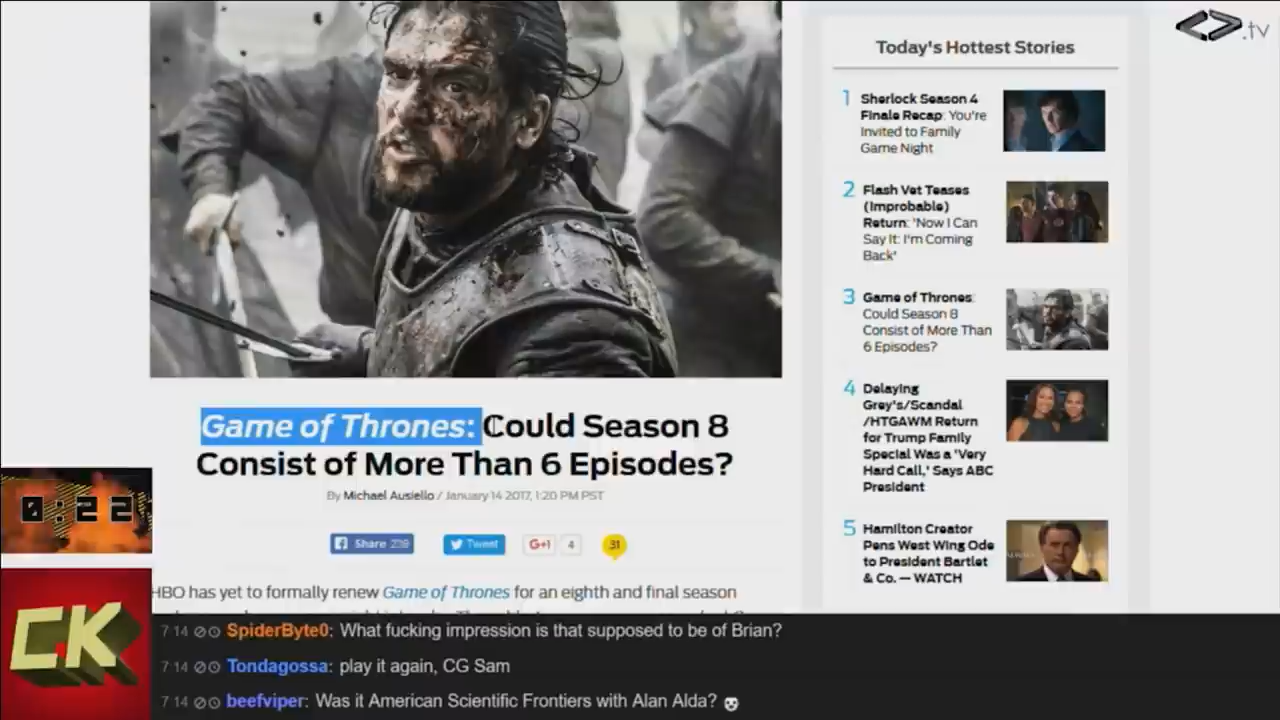 .tv
Today's Hottest Stories
1 Sherlock Season 4
Finale Recap: You're
Invited to Family
Game Night
2 Flash Vet Teases
(Improbable)
Return: 'Now I Can
Say It: I'm Coming
Back'
3 Game of Thrones:
Could Season 8
Consist of More Than
6 Episodes?
4 Delaying
Grey's/Scandal
/HTGAWM Return
for Trump Family
Special Was a 'Very
Hard Call,' Says ABC
President
5 Hamilton Creator
Pens West Wing Ode
to President Bartlet
& Co. — WATCH
Game of Thrones: Could Season 8
Consist of More Than 6 Episodes?
By Michael Ausiello / January 14 2017, 1:20 PM PST
Share Tweet G+1 4 31
HBO has yet to formally renew Game of Thrones for an eighth and final season
0:22
CK
7:14 SpiderByte0: What fucking impression is that supposed to be of Brian?
7:14 Tondagossa: play it again, CG Sam
7:14 beefviper: Was it American Scientific Frontiers with Alan Alda?